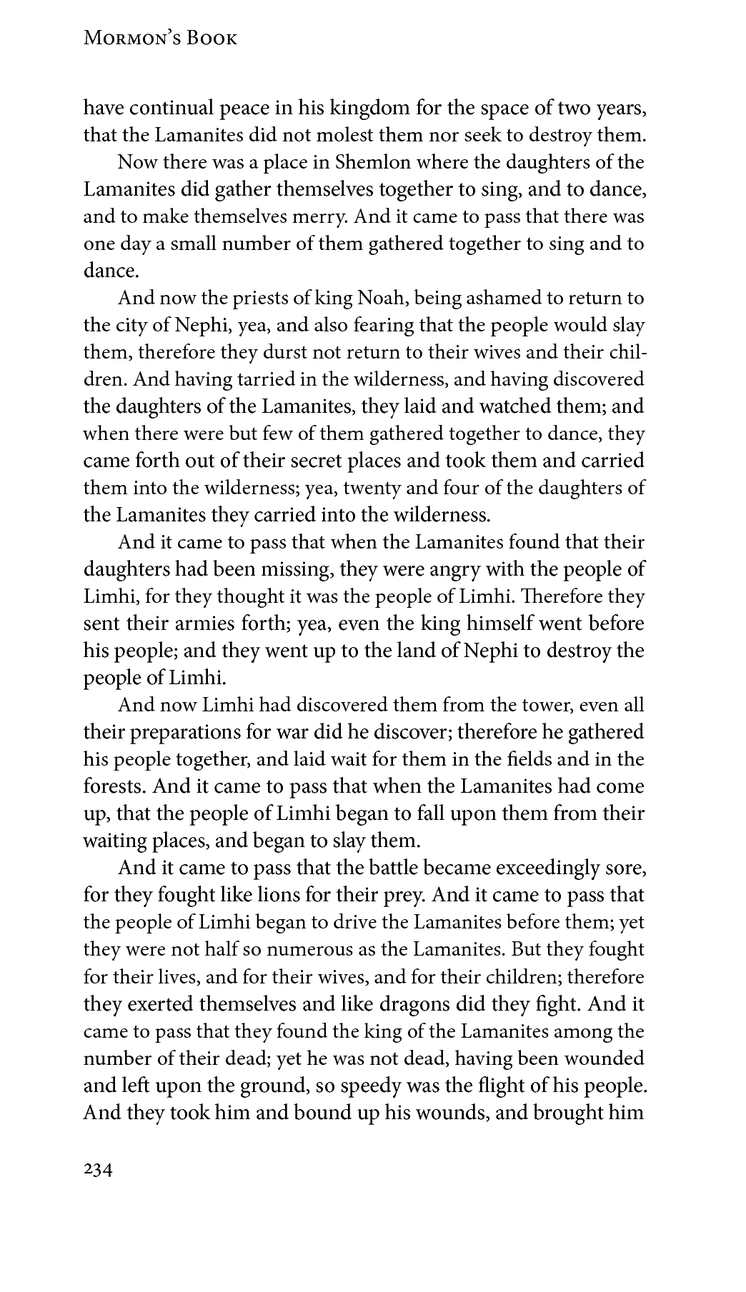 Mormon's Book
have continual peace in his kingdom for the space of two years,
that the Lamanites did not molest them nor seek to destroy them.
Now there was a place in Shemlon where the daughters of the
Lamanites did gather themselves together to sing, and to dance,
and to make themselves merry. And it came to pass that there was
one day a small number of them gathered together to sing and to
dance.
And now the priests of king Noah, being ashamed to return to
the city of Nephi, yea, and also fearing that the people would slay
them, therefore they durst not return to their wives and their chil-
dren. And having tarried in the wilderness, and having discovered
the daughters of the Lamanites, they laid and watched them; and
when there were but few of them gathered together to dance, they
came forth out of their secret places and took them and carried
them into the wilderness; yea, twenty and four of the daughters of
the Lamanites they carried into the wilderness.
And it came to pass that when the Lamanites found that their
daughters had been missing, they were angry with the people of
Limhi, for they thought it was the people of Limhi. Therefore they
sent their armies forth; yea, even the king himself went before
his people; and they went up to the land of Nephi to destroy the
people of Limhi.
And now Limhi had discovered them from the tower, even all
their preparations for war did he discover; therefore he gathered
his people together, and laid wait for them in the fields and in the
forests. And it came to pass that when the Lamanites had come
up, that the people of Limhi began to fall upon them from their
waiting places, and began to slay them.
And it came to pass that the battle became exceedingly sore,
for they fought like lions for their prey. And it came to pass that
the people of Limhi began to drive the Lamanites before them; yet
they were not half so numerous as the Lamanites. But they fought
for their lives, and for their wives, and for their children; therefore
they exerted themselves and like dragons did they fight. And it
came to pass that they found the king of the Lamanites among the
number of their dead; yet he was not dead, having been wounded
and left upon the ground, so speedy was the flight of his people.
And they took him and bound up his wounds, and brought him
234